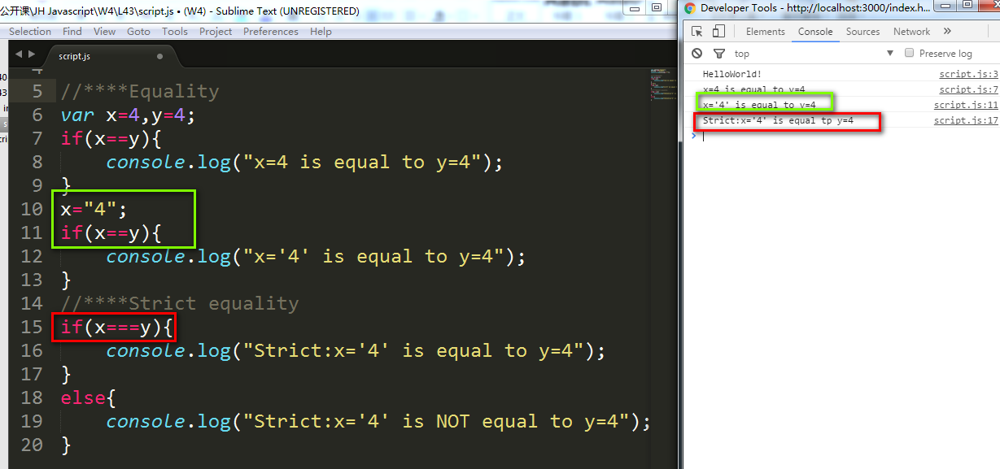 公开课\JH Javascript\W4\L43\script.js • (W4) - Sublime Text (UNREGISTERED)
Selection Find View Goto Tools Project Preferences Help
script.js
5 //****Equality
6 var x=4,y=4;
7 if(x==y){
8 console.log("x=4 is equal to y=4");
9 }
10 x="4";
11 if(x==y){
12 console.log("x='4' is equal to y=4");
13 }
14 //****Strict equality
15 if(x===y){
16 console.log("Strict:x='4' is equal to y=4");
17 }
18 else{
19 console.log("Strict:x='4' is NOT equal to y=4");
20 }
Developer Tools - http://localhost:3000/index.h...
Elements Console Sources Network »
top Preserve log
HelloWorld! script.js:3
x=4 is equal to y=4 script.js:7
x='4' is equal to y=4 script.js:11
Strict:x='4' is equal tp y=4 script.js:17
>